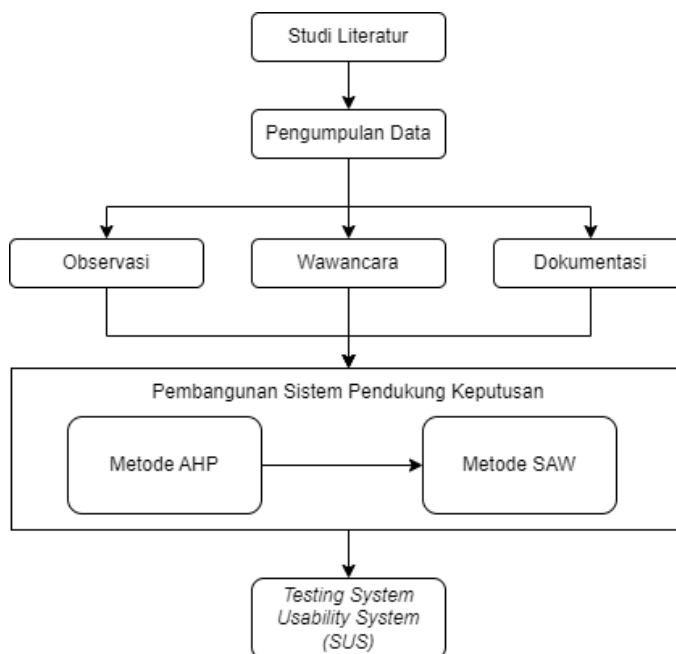 Studi Literatur
Pengumpulan Data
Observasi
Wawancara
Dokumentasi
Pembangunan Sistem Pendukung Keputusan
Metode AHP
Metode SAW
Testing System
Usability System
(SUS)